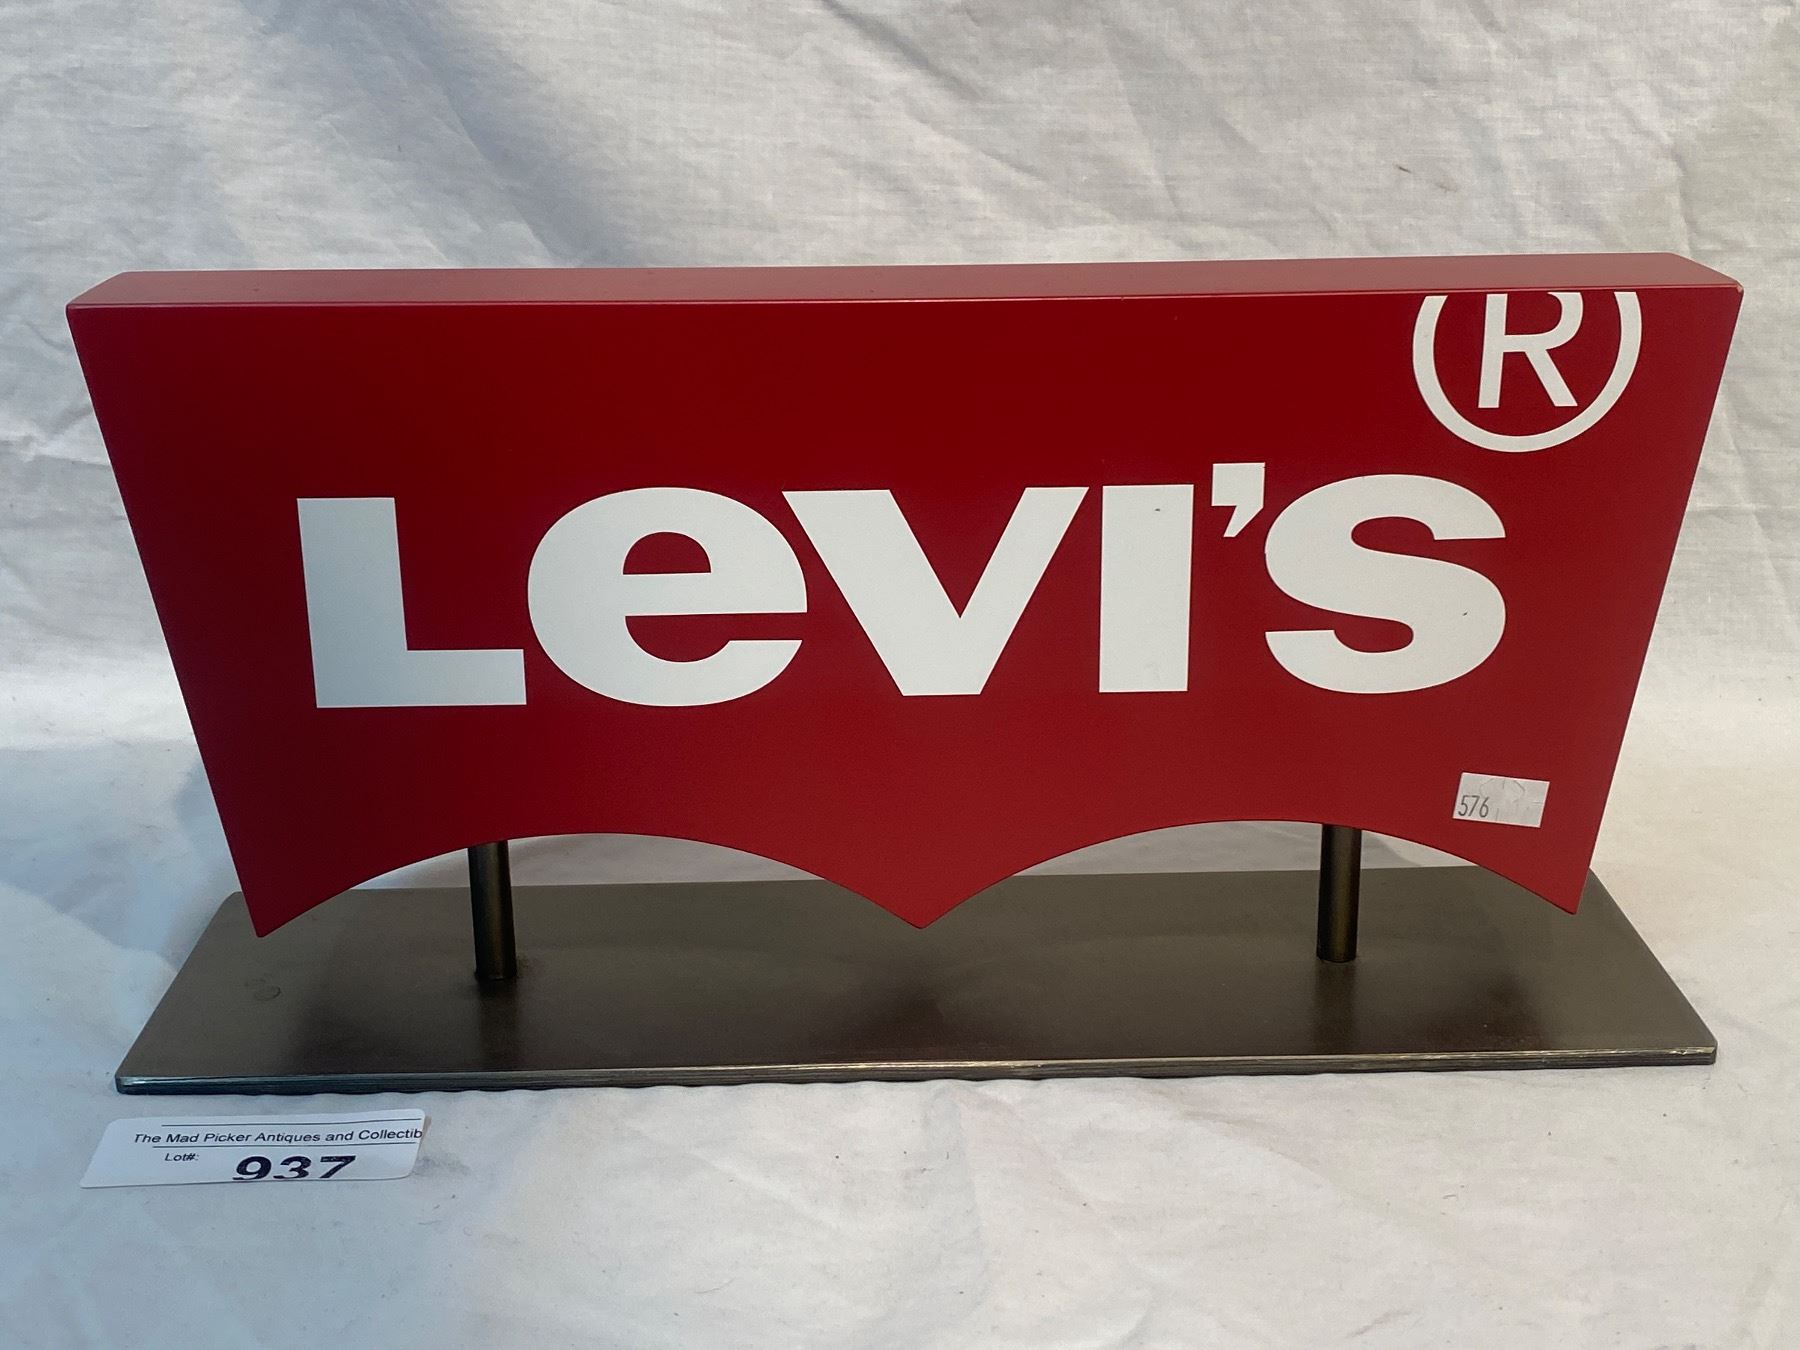 ®
Levi's
576
The Mad Picker Antiques and Collectib
Lot#: 937